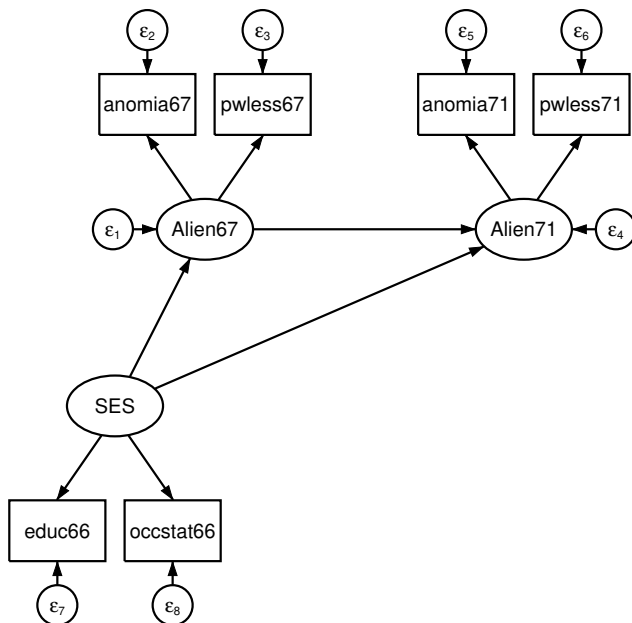 ε2 ε3 ε5 ε6
anomia67 pwless67 anomia71 pwless71
ε1 Alien67 Alien71 ε4
SES
educ66 occstat66
ε7 ε8